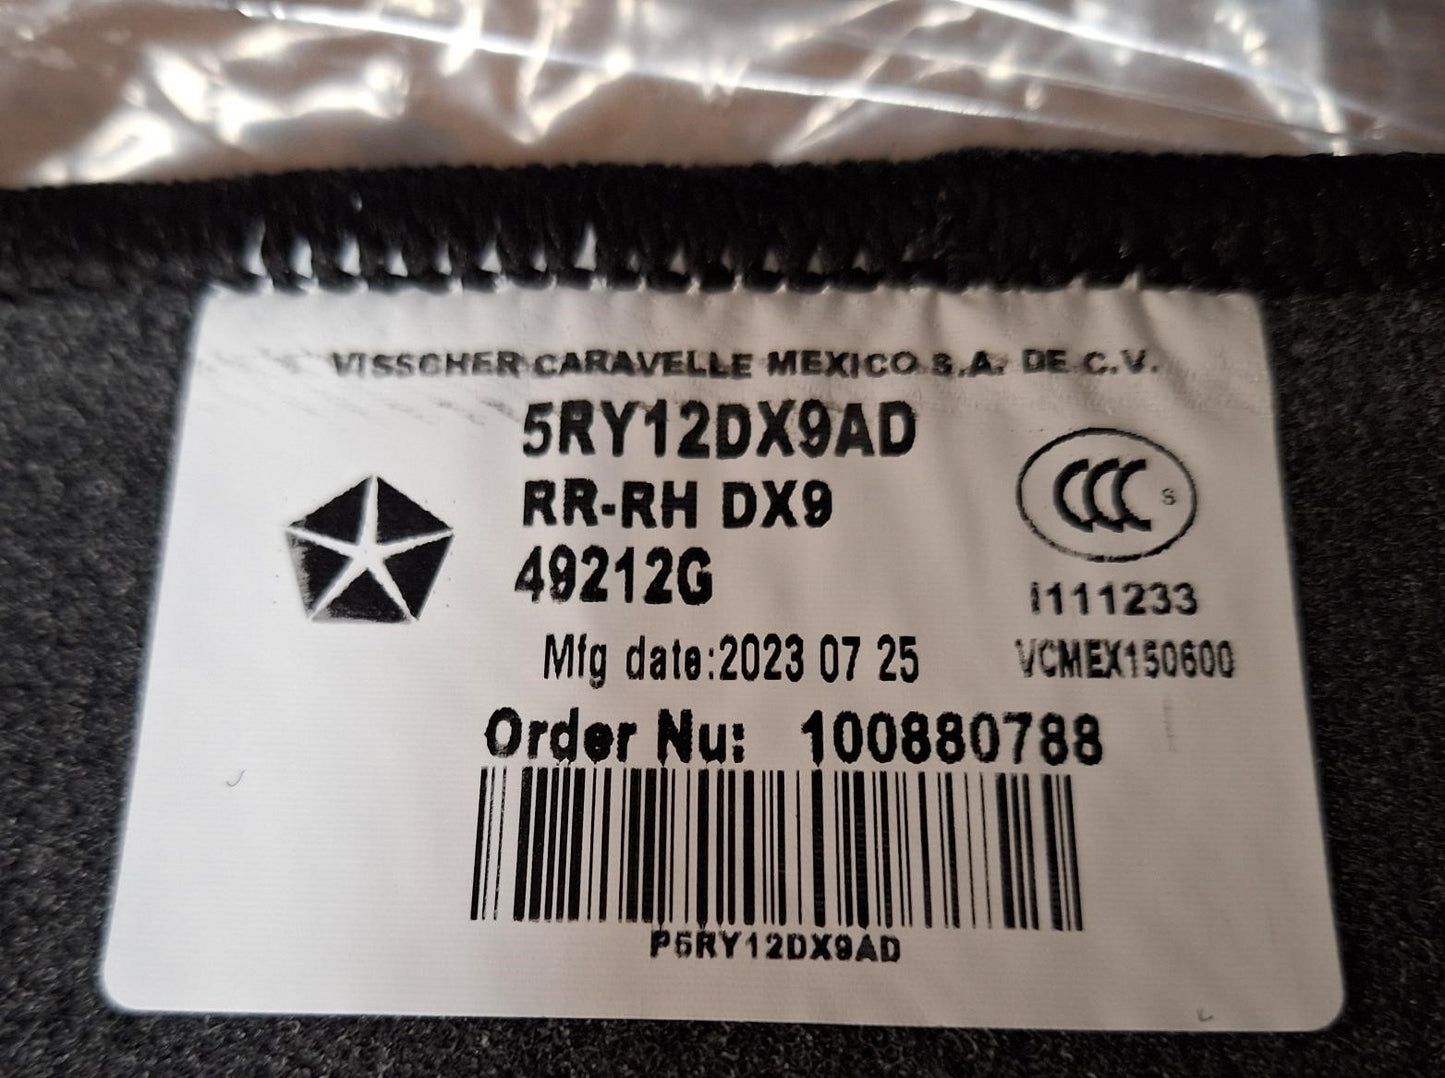 VISSCHER CARAVELLE MEXICO S.A. DE C.V.
5RY12DX9AD
RR-RH DX9
49212G
CCC S
i111233
Mfg date:2023 07 25
VCMEX150600
Order Nu: 100880788
P5RY12DX9AD